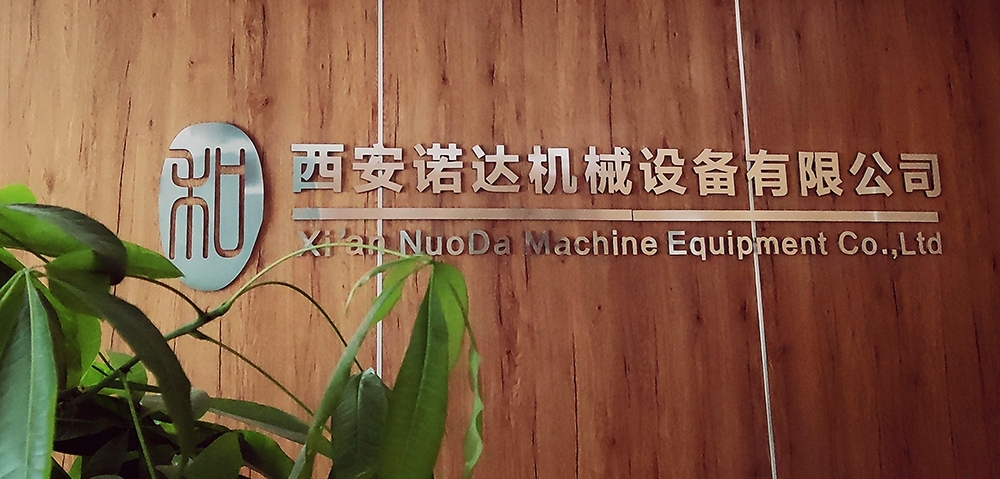 和
西安诺达机械设备有限公司
Xi'an NuoDa Machine Equipment Co.,Ltd